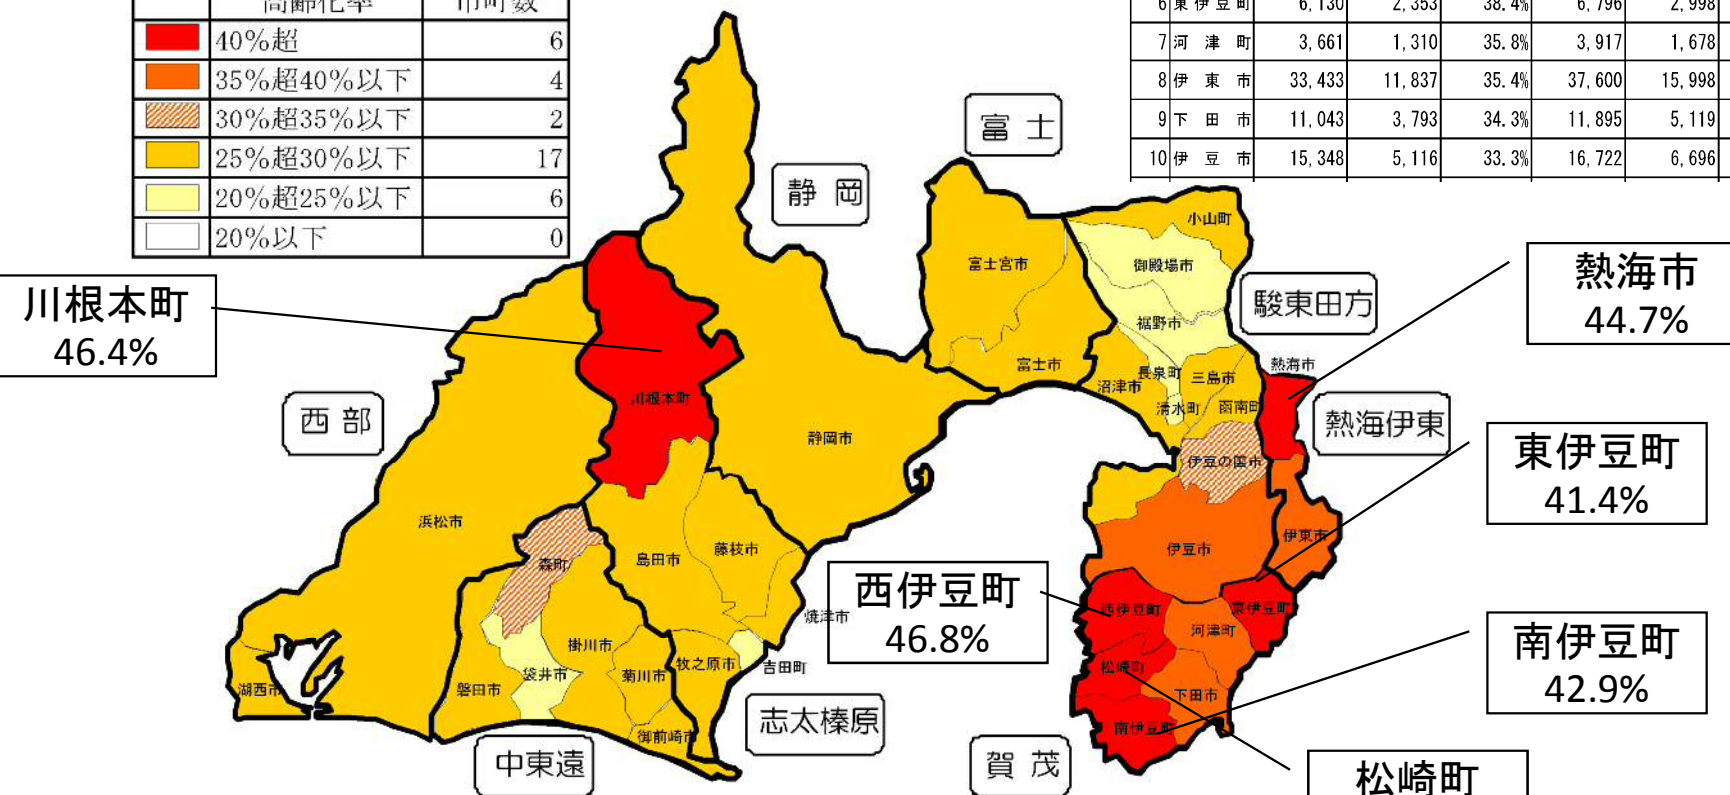 高齢化率 市町数
40%超 6
35%超40%以下 4
30%超35%以下 2
25%超30%以下 17
20%超25%以下 6
20%以下 0
6 東伊豆町 6,130 2,353 38.4% 6,796 2,998
7 河津町 3,661 1,310 35.8% 3,917 1,678
8 伊東市 33,433 11,837 35.4% 37,600 15,998
9 下田市 11,043 3,793 34.3% 11,895 5,119
10 伊豆市 15,348 5,116 33.3% 16,722 6,696
富士
静岡
小山町
富士宮市
御殿場市
熱海市
44.7%
川根本町
46.4%
駿東田方
裾野市
富士市
沼津市
長泉町
三島市
熱海市
清水町
函南町
川根本町
西部
静岡市
熱海伊東
東伊豆町
41.4%
伊豆の国市
浜松市
森町
島田市
藤枝市
伊豆市
伊東市
西伊豆町
46.8%
焼津市
西伊豆町
東伊豆町
河津町
南伊豆町
42.9%
掛川市
袋井市
菊川市
牧之原市
吉田町
松崎町
湖西市
磐田市
下田市
南伊豆町
御前崎市
志太榛原
中東遠
賀茂
松崎町